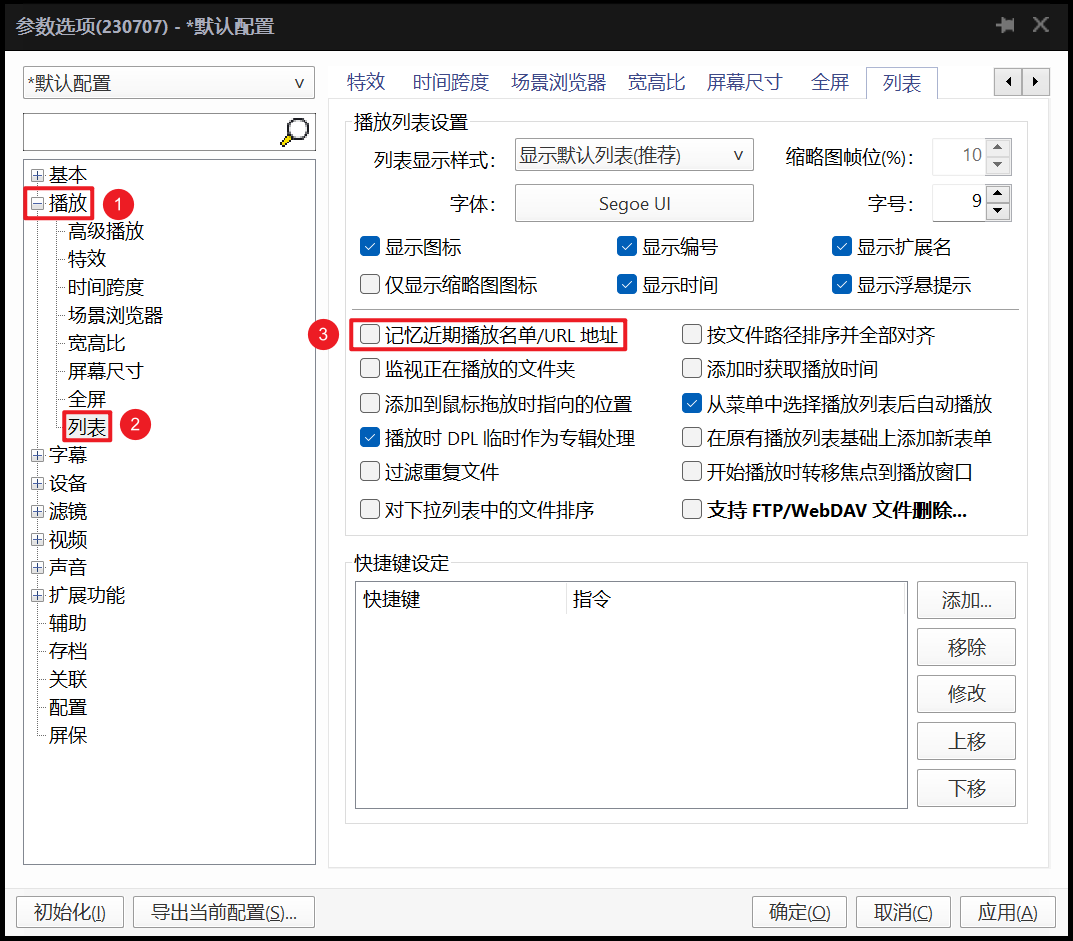 参数选项(230707) - *默认配置
*默认配置
特效 时间跨度 场景浏览器 宽高比 屏幕尺寸 全屏 列表
基本
播放 1
高级播放
特效
时间跨度
场景浏览器
宽高比
屏幕尺寸
全屏
列表 2
字幕
设备
滤镜
视频
声音
扩展功能
辅助
存档
关联
配置
屏保
播放列表设置
列表显示样式: 显示默认列表(推荐) 缩略图帧位(%): 10
字体: Segoe UI 字号: 9
显示图标 显示编号 显示扩展名
仅显示缩略图图标 显示时间 显示浮悬提示
3 记忆近期播放名单/URL 地址 按文件路径排序并全部对齐
监视正在播放的文件夹 添加时获取播放时间
添加到鼠标拖放时指向的位置 从菜单中选择播放列表后自动播放
播放时 DPL 临时作为专辑处理 在原有播放列表基础上添加新表单
过滤重复文件 开始播放时转移焦点到播放窗口
对下拉列表中的文件排序 支持 FTP/WebDAV 文件删除...
快捷键设定
快捷键 指令
添加...
移除
修改
上移
下移
初始化(I) 导出当前配置(S)... 确定(O) 取消(C) 应用(A)